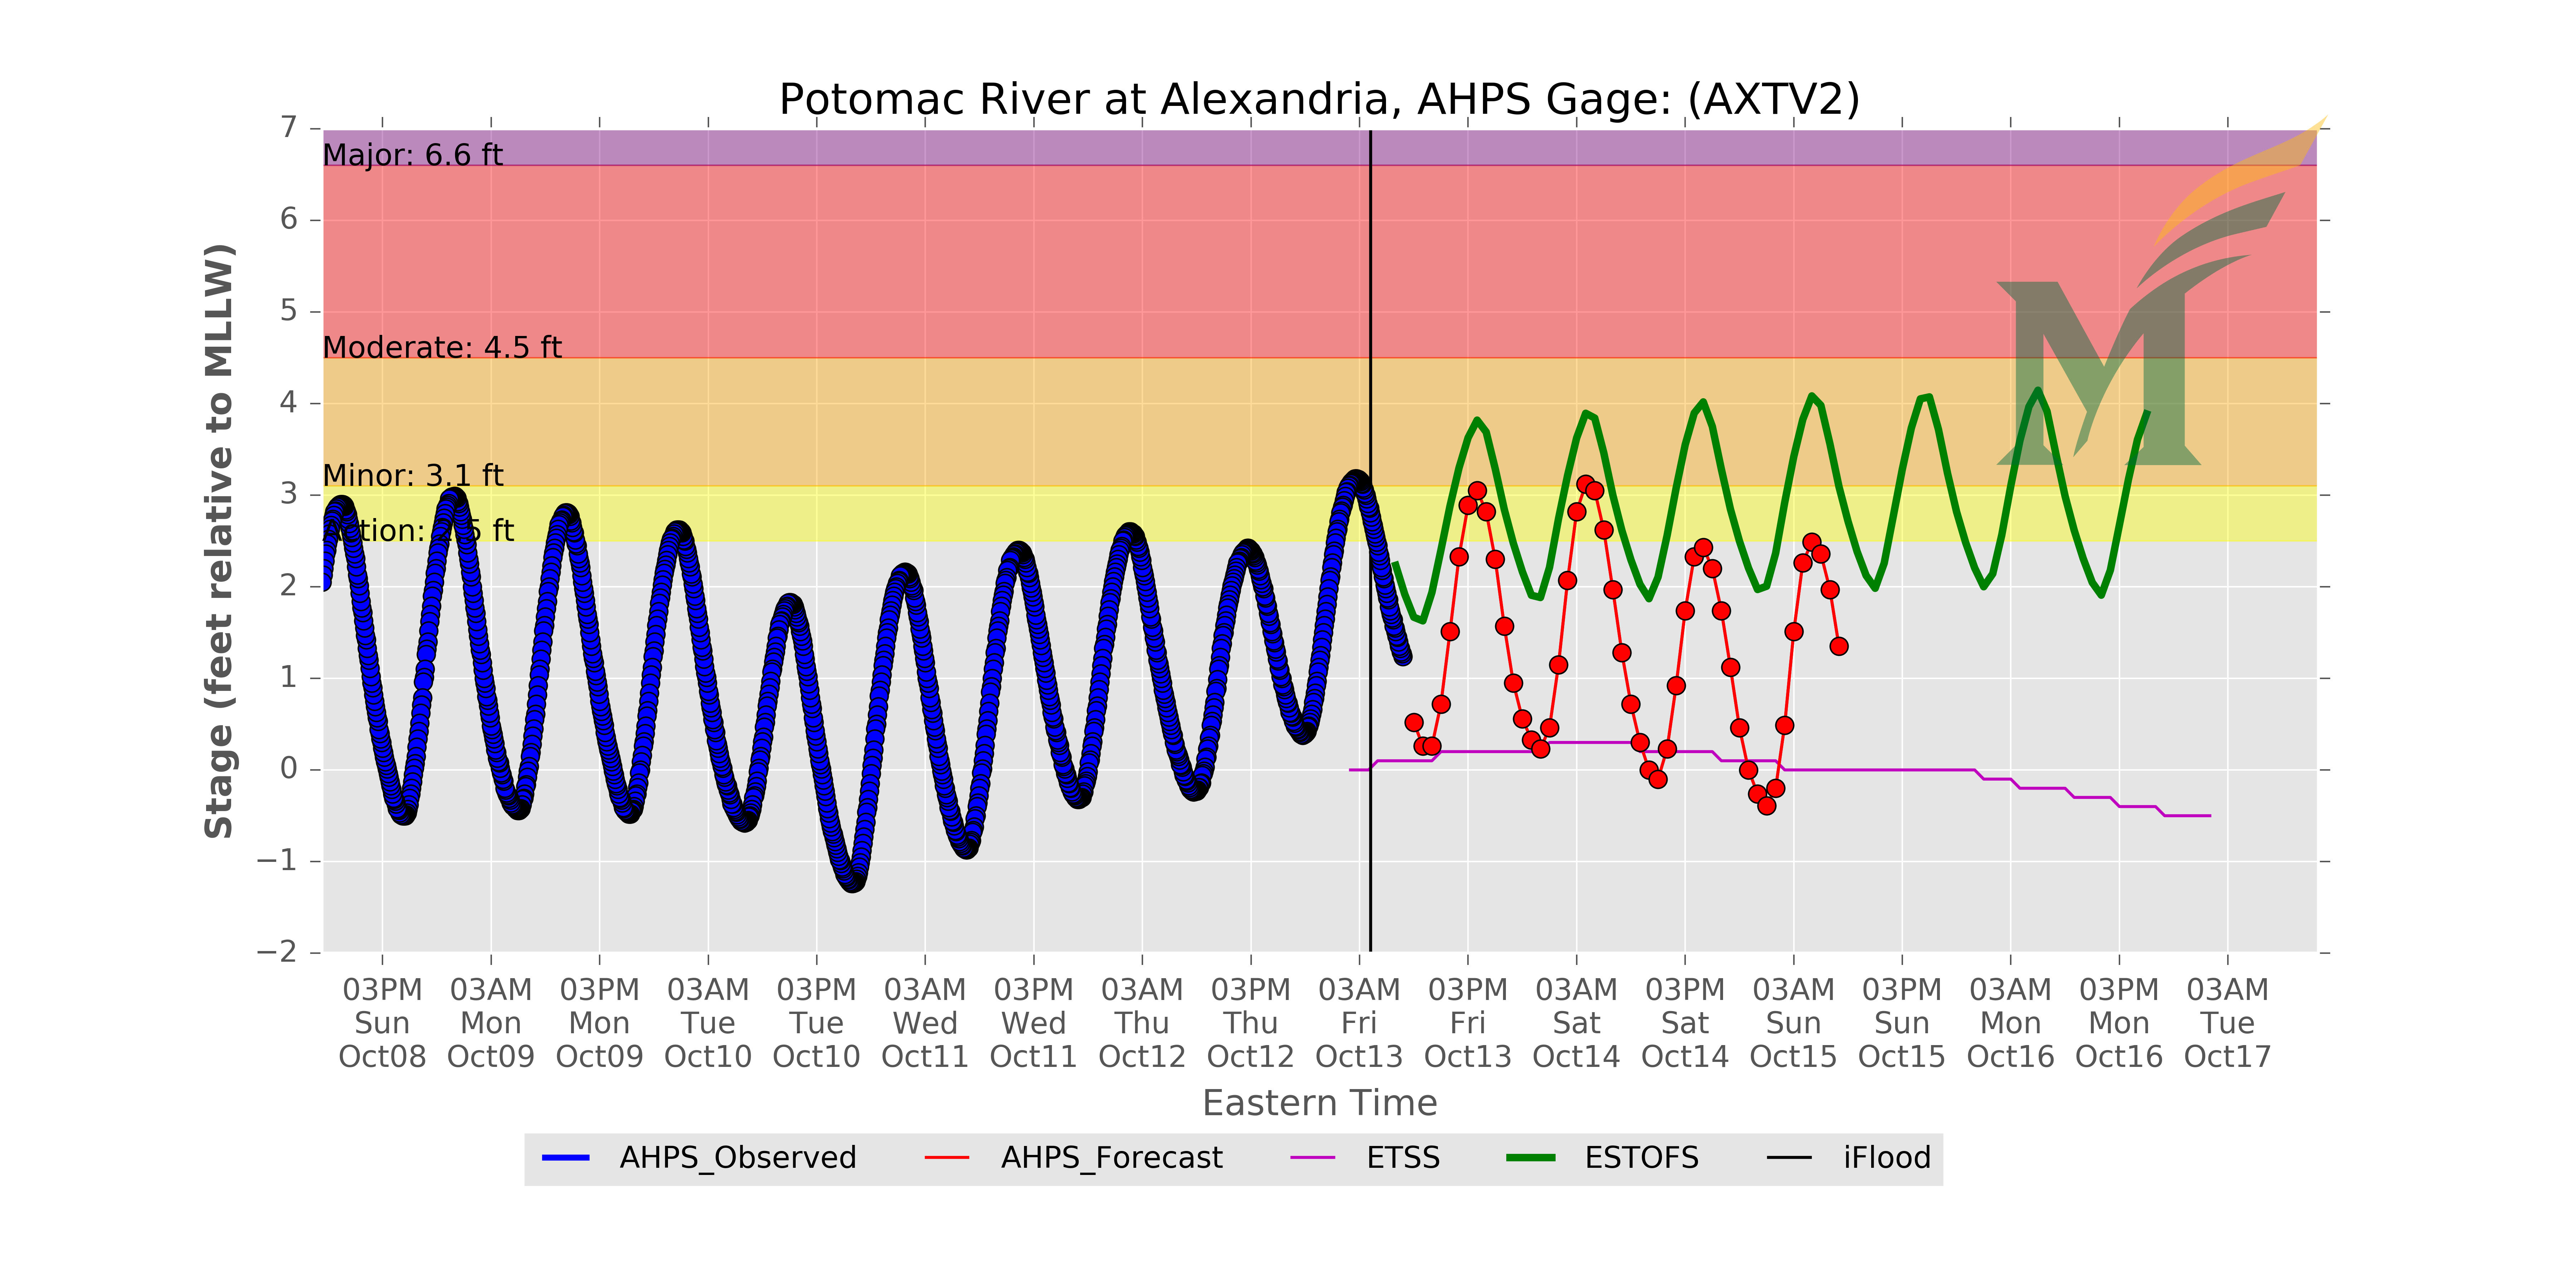 Potomac River at Alexandria, AHPS Gage: (AXTV2)
Stage (feet relative to MLLW)
7
6
5
4
3
2
1
0
−1
−2
Major: 6.6 ft
Moderate: 4.5 ft
Minor: 3.1 ft
ft
M
03PM 03AM 03PM 03AM 03PM 03AM 03PM 03AM 03PM 03AM 03PM 03AM 03PM 03AM 03PM 03AM 03PM 03AM
Sun Mon Mon Tue Tue Wed Wed Thu Thu Fri Fri Sat Sat Sun Sun Mon Mon Tue
Oct08 Oct09 Oct09 Oct10 Oct10 Oct11 Oct11 Oct12 Oct12 Oct13 Oct13 Oct14 Oct14 Oct15 Oct15 Oct16 Oct16 Oct17
Eastern Time
AHPS_Observed AHPS_Forecast ETSS ESTOFS iFlood